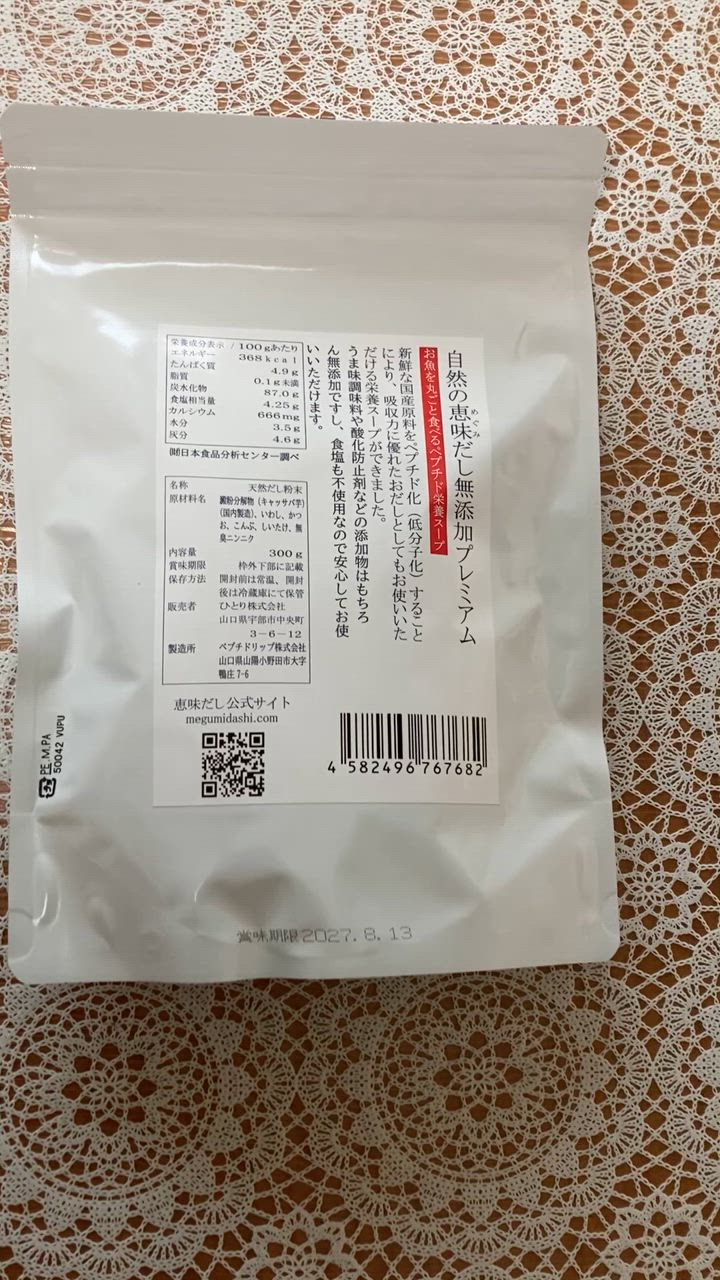 自然の恵味だし無添加プレミアム
めぐみ
お魚を丸ごと食べるペプチド栄養スープ
新鮮な国産原料をペプチド化（低分子化）すること
により、吸収力に優れたおだしとしてもお使いいた
だける栄養スープができました。
うま味調味料や酸化防止剤などの添加物はもちろ
ん無添加ですし、食塩も不使用なので安心してお使
いいただけます。
栄養成分表示 / 100gあたり
エネルギー 368kcal
たんぱく質 4.9g
脂質 0.1g未満
炭水化物 87.0g
食塩相当量 4.25g
カルシウム 666mg
水分 3.5g
灰分 4.6g
㈶日本食品分析センター調べ
名称 天然だし粉末
原材料名 澱粉分解物（キャッサバ芋）
（国内製造）、いわし、かつ
お、こんぶ、しいたけ、無
臭ニンニク
内容量 300g
賞味期限 枠外下部に記載
保存方法 開封前は常温、開封
後は冷蔵庫にて保管
販売者 ひとり株式会社
山口県宇部市中央町
3-6-12
製造所 ペプチドリップ株式会社
山口県山陽小野田市大字
鴨庄7-6
恵味だし公式サイト
megumidashi.com
4 582496 767682
PE.M.PA
50042 VUPU
賞味期限2027.8.13